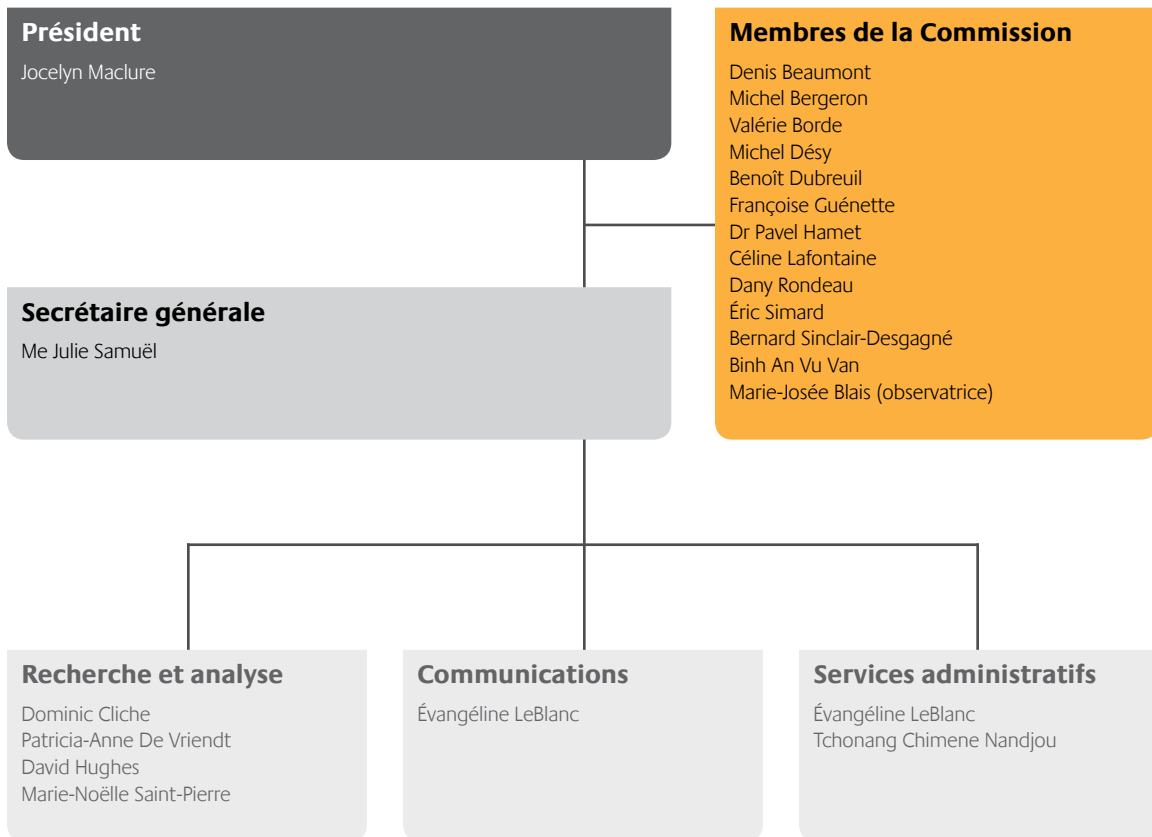 Président
Jocelyn Maclure
Membres de la Commission
Denis Beaumont
Michel Bergeron
Valérie Borde
Michel Désy
Benoît Dubreuil
Françoise Guénette
Dr Pavel Hamet
Céline Lafontaine
Dany Rondeau
Éric Simard
Bernard Sinclair-Desgagné
Binh An Vu Van
Marie-Josée Blais (observatrice)
Secrétaire générale
Me Julie Samuël
Recherche et analyse
Dominic Cliche
Patricia-Anne De Vriendt
David Hughes
Marie-Noëlle Saint-Pierre
Communications
Évangéline LeBlanc
Services administratifs
Évangéline LeBlanc
Tchonang Chimene Nandjou